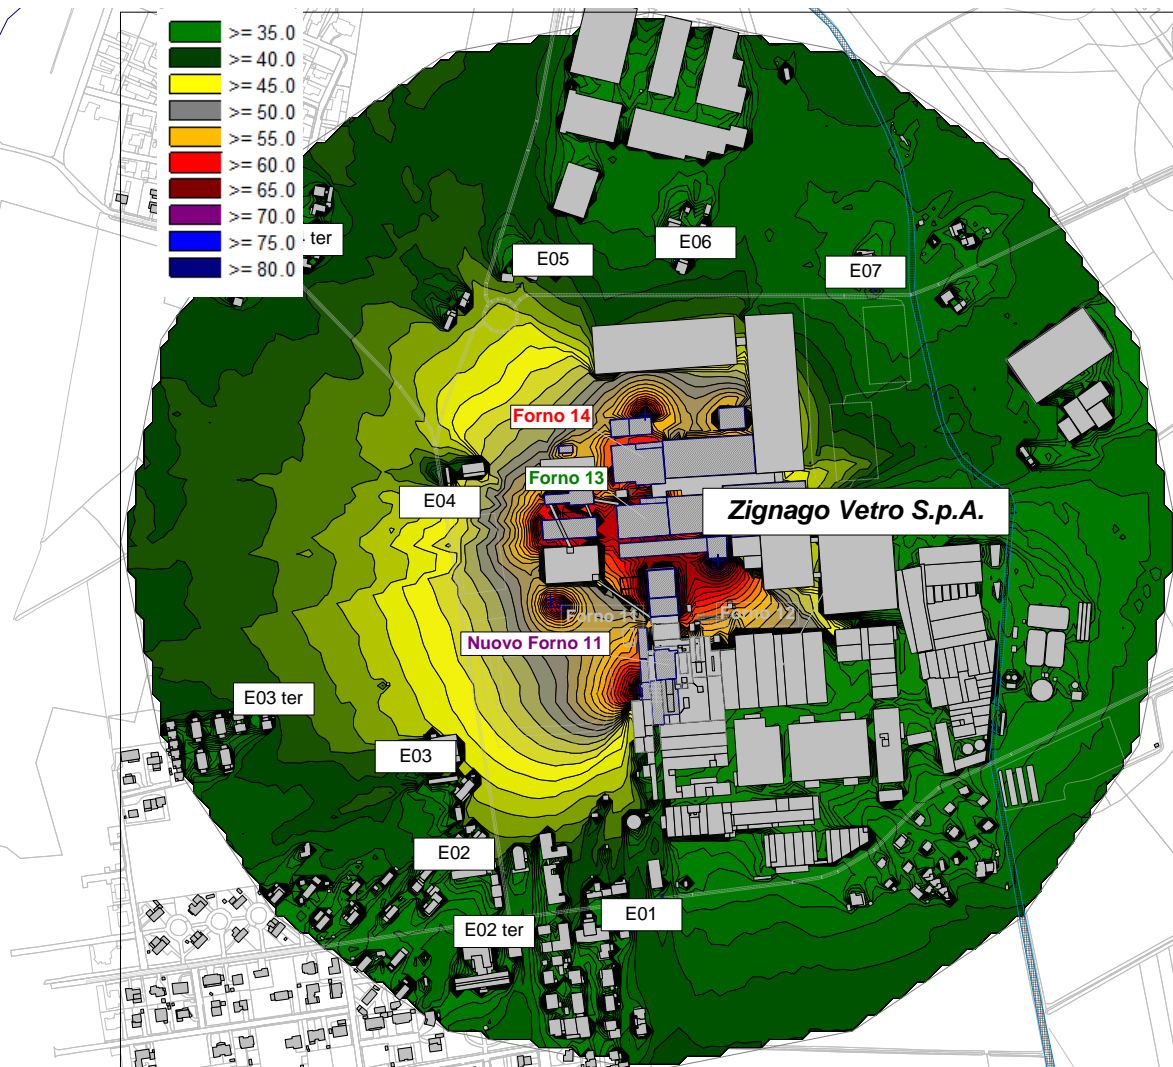 >= 35.0
>= 40.0
>= 45.0
>= 50.0
>= 55.0
>= 60.0
>= 65.0
>= 70.0
>= 75.0
>= 80.0
ter
E05
E06
E07
Forno 14
Forno 13
E04
Zignago Vetro S.p.A.
Forno 11
Forno 12
Nuovo Forno 11
E03 ter
E03
E02
E01
E02 ter